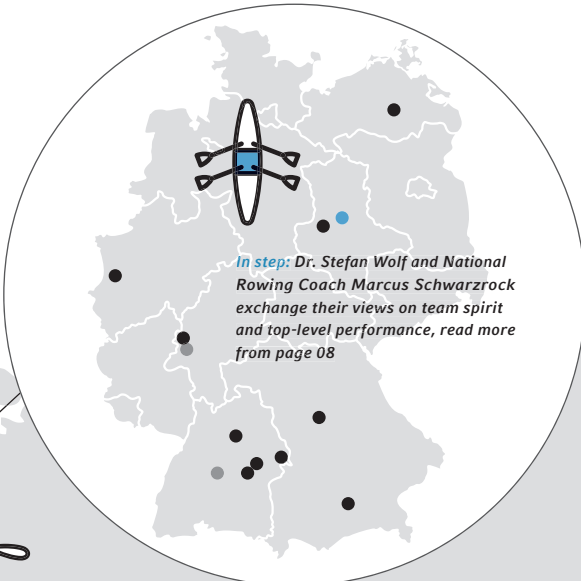 In step: Dr. Stefan Wolf and National
Rowing Coach Marcus Schwarzrock
exchange their views on team spirit
and top-level performance, read more
from page 08